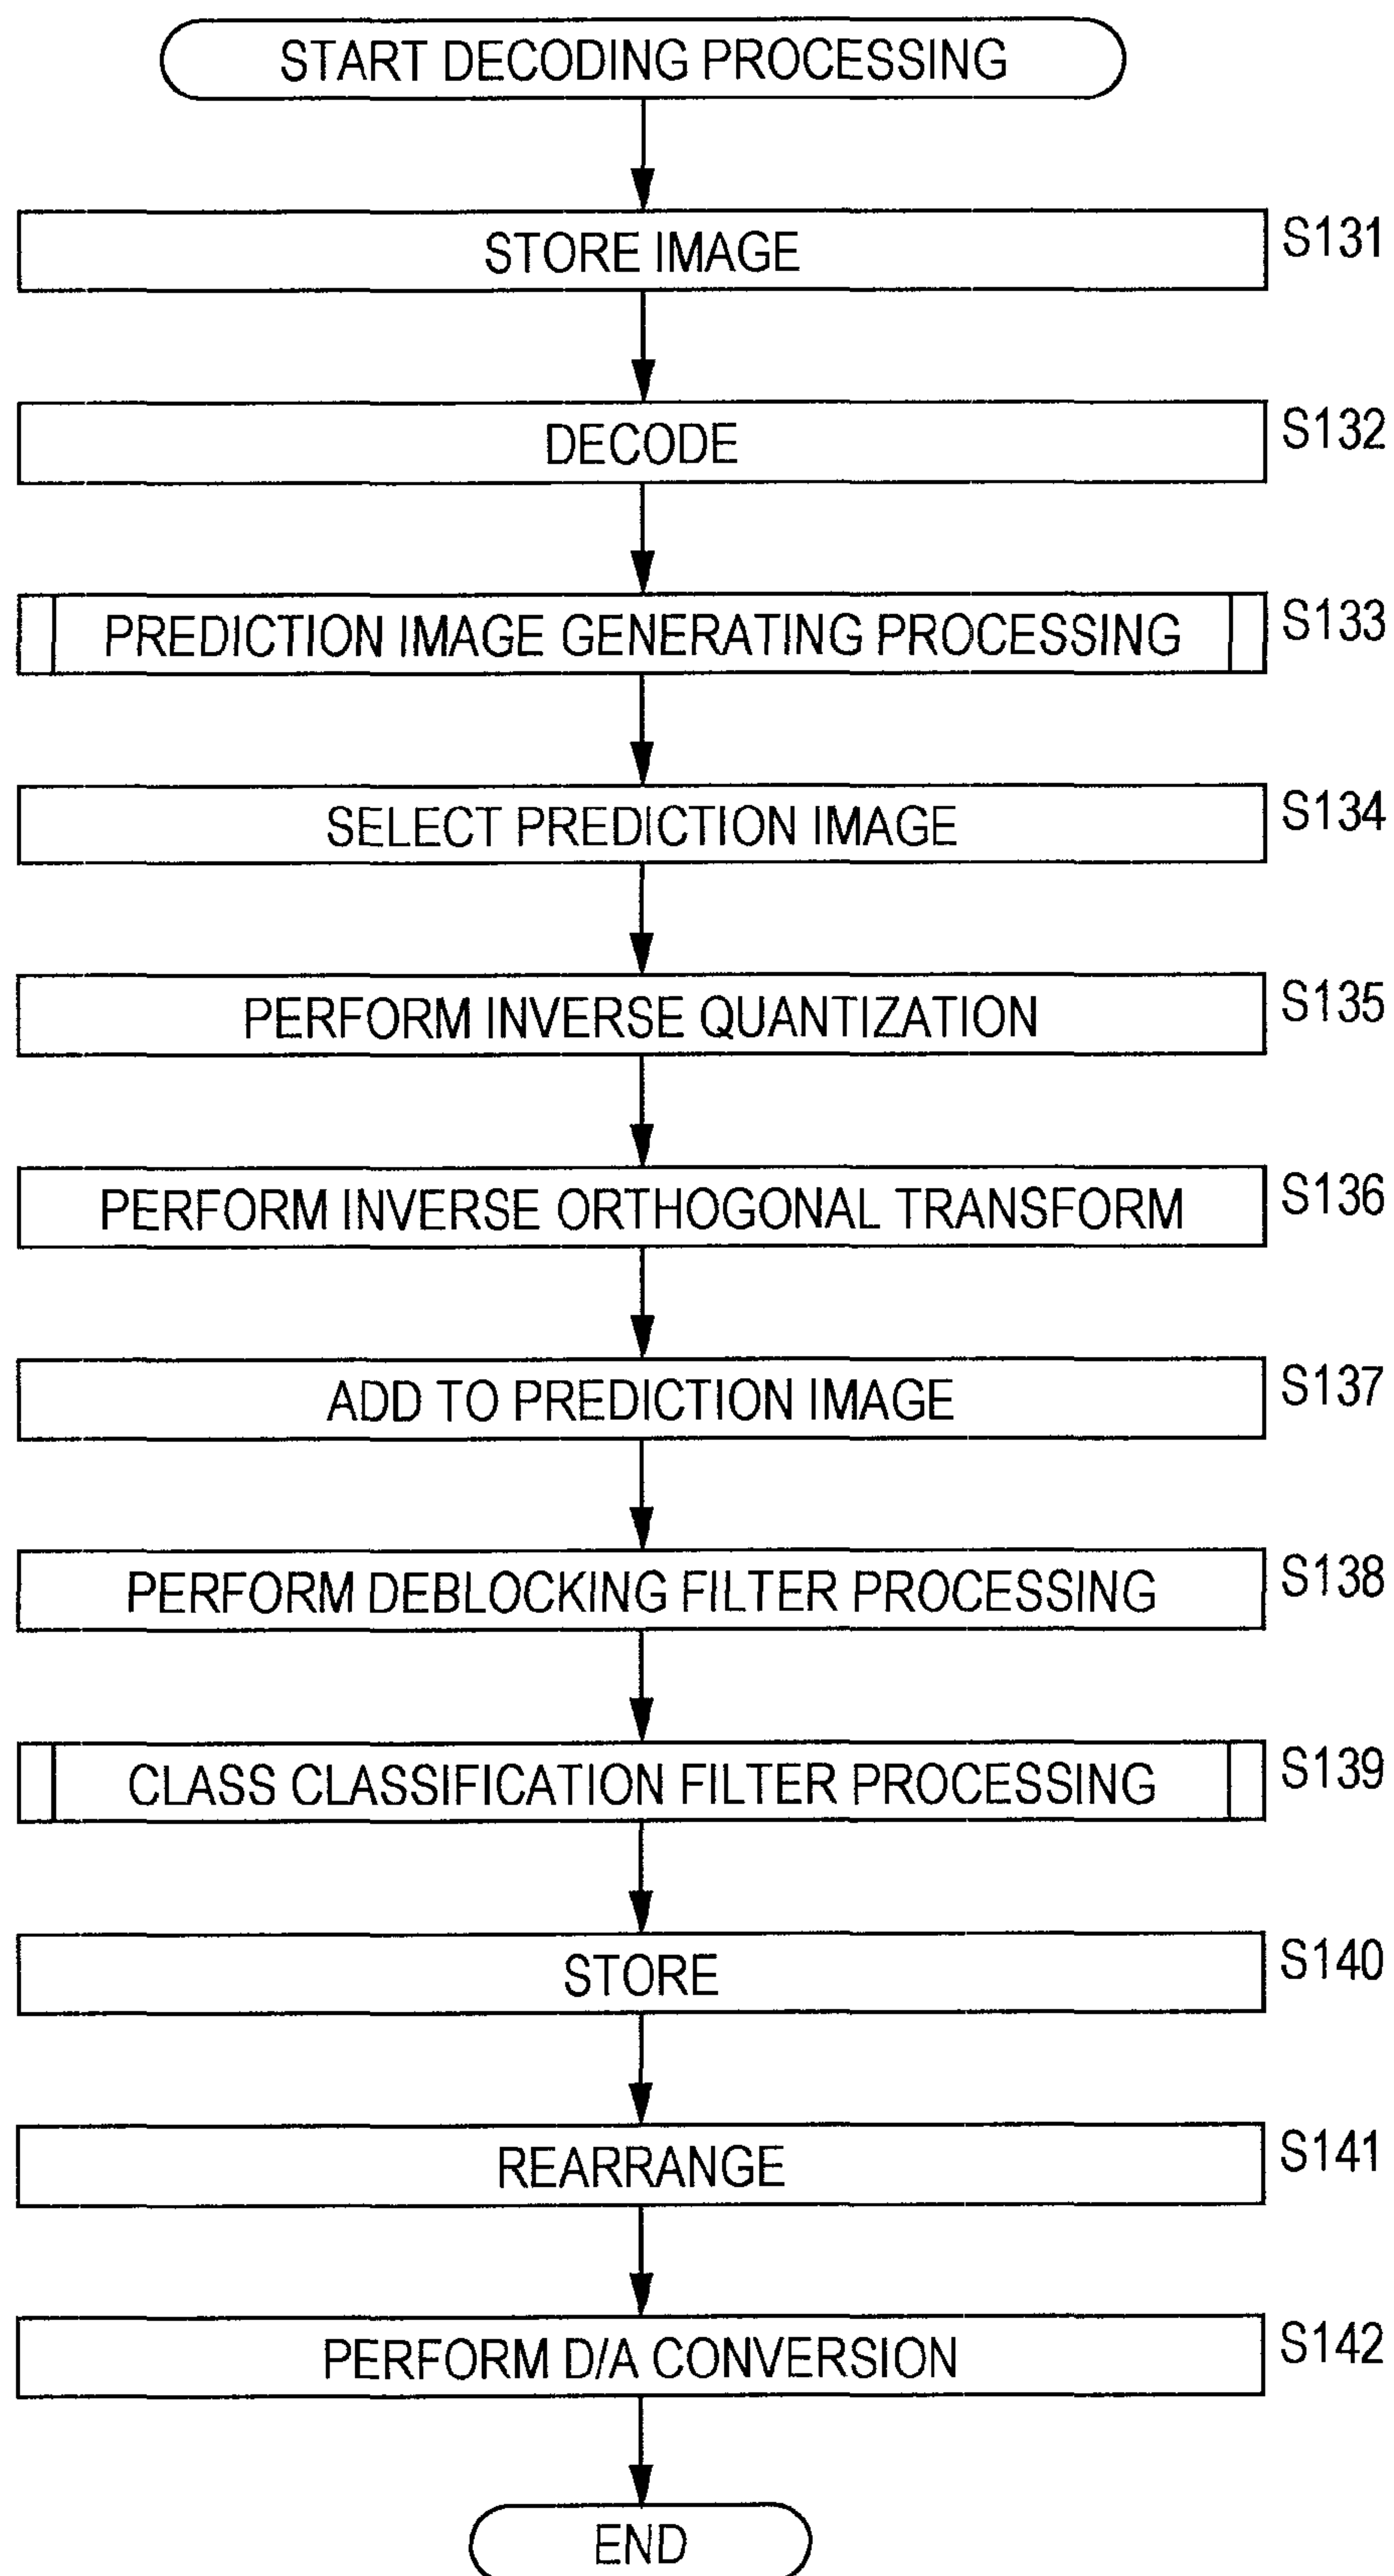 START DECODING PROCESSING
STORE IMAGE S131
DECODE S132
PREDICTION IMAGE GENERATING PROCESSING S133
SELECT PREDICTION IMAGE S134
PERFORM INVERSE QUANTIZATION S135
PERFORM INVERSE ORTHOGONAL TRANSFORM S136
ADD TO PREDICTION IMAGE S137
PERFORM DEBLOCKING FILTER PROCESSING S138
CLASS CLASSIFICATION FILTER PROCESSING S139
STORE S140
REARRANGE S141
PERFORM D/A CONVERSION S142
END